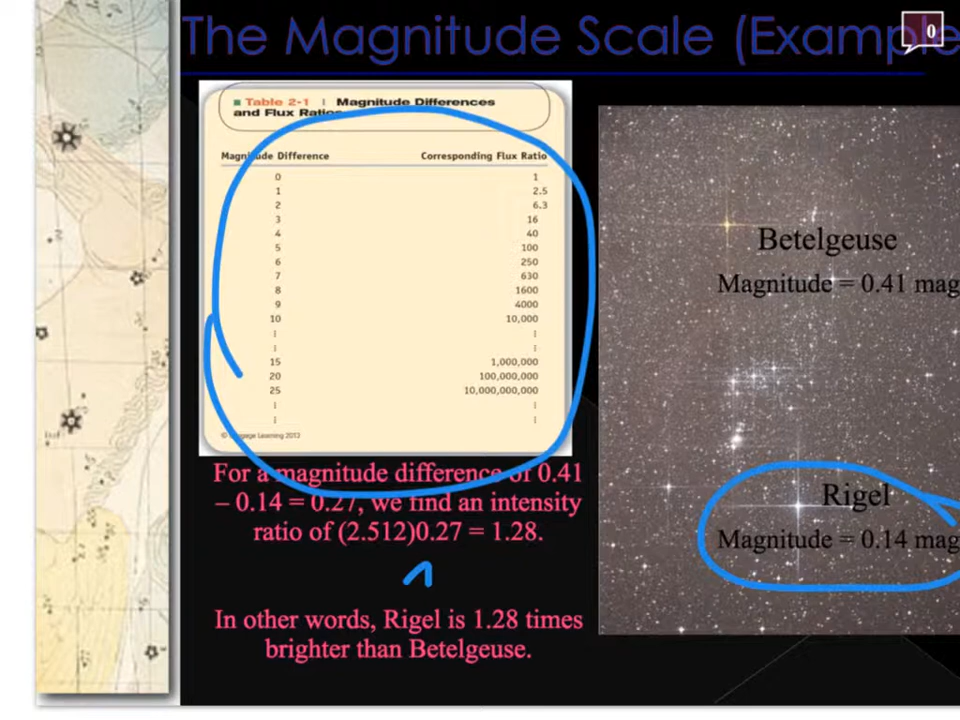 The Magnitude Scale (Example
0
Table 2-1 | Magnitude Differences
and Flux Ratios
Magnitude Difference Corresponding Flux Ratio
0 1
1 2.5
2 6.3
3 16
4 40
5 100
6 250
7 630
8 1600
9 4000
10 10,000
⋮ ⋮
15 1,000,000
20 100,000,000
25 10,000,000,000
⋮ ⋮
© Cengage Learning 2013
For a magnitude difference of 0.41
– 0.14 = 0.27, we find an intensity
ratio of (2.512)0.27 = 1.28.
In other words, Rigel is 1.28 times
brighter than Betelgeuse.
Betelgeuse
Magnitude = 0.41 mag
Rigel
Magnitude = 0.14 mag